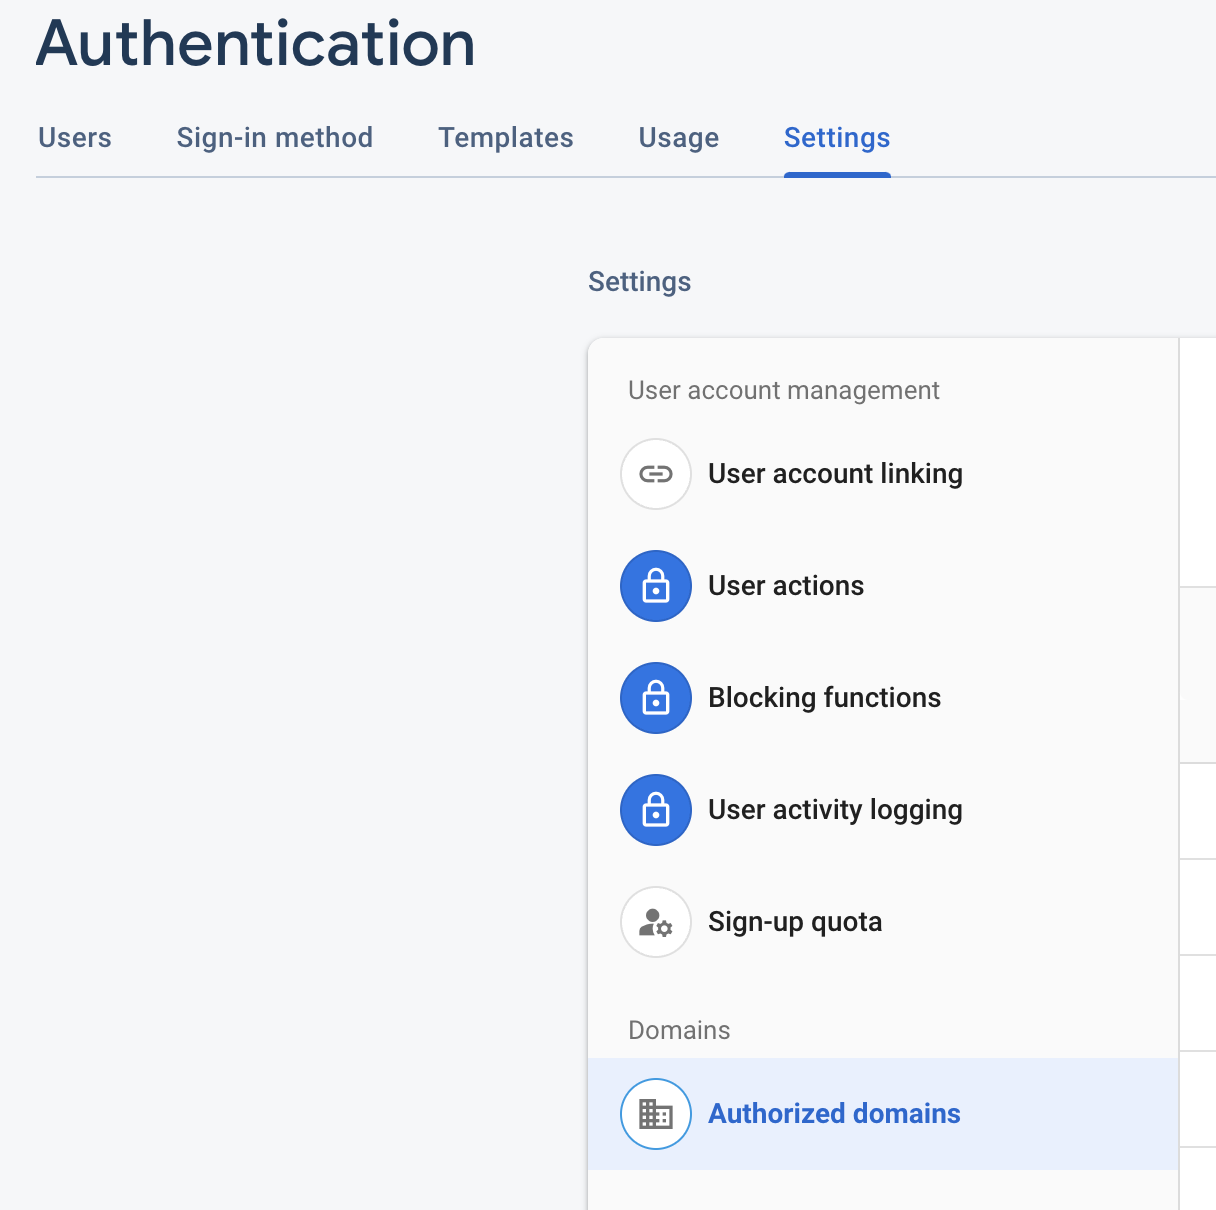 Authentication
Users Sign-in method Templates Usage Settings
Settings
User account management
User account linking
User actions
Blocking functions
User activity logging
Sign-up quota
Domains
Authorized domains